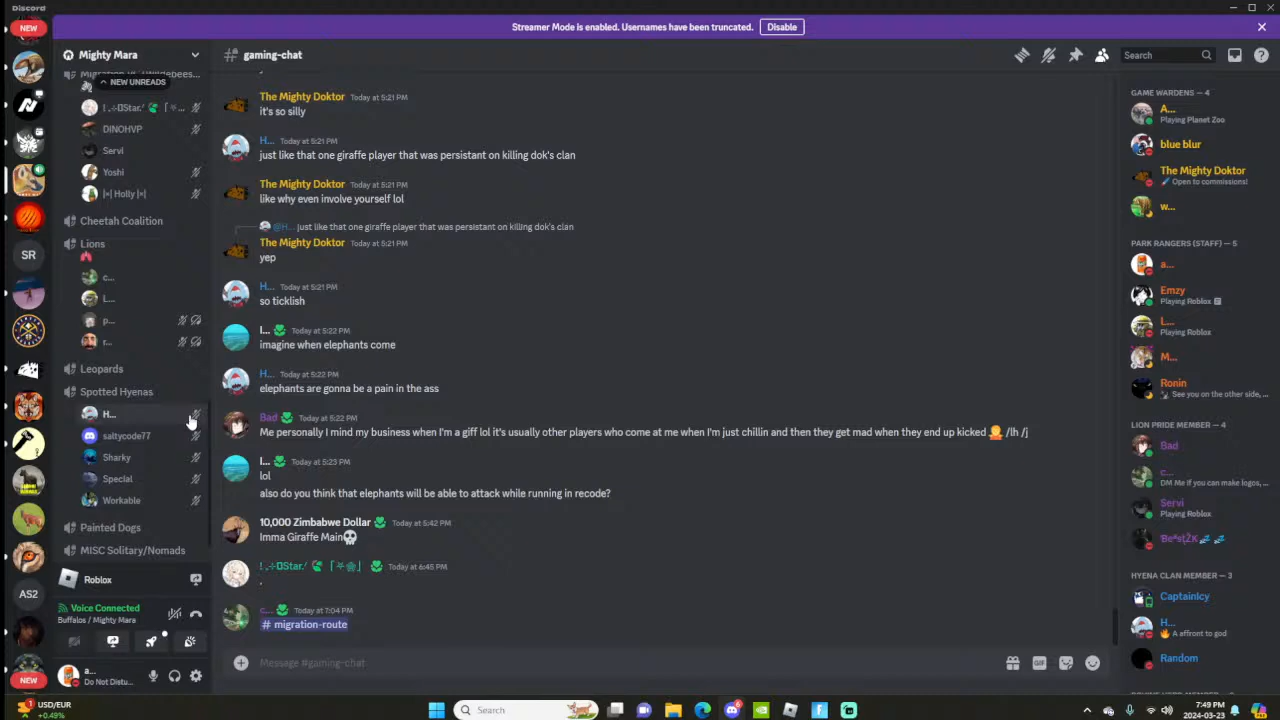 Discord
NEW
Streamer Mode is enabled. Usernames have been truncated.
Disable
Mighty Mara
Migration vs. Wildebees...
NEW UNREADS
DINOHVP
Servi
Yoshi
|×| Holly |×|
Cheetah Coalition
Lions
c...
L...
p...
r...
Leopards
Spotted Hyenas
H...
saltycode77
Sharky
Special
Workable
Painted Dogs
MISC Solitary/Nomads
Roblox
Voice Connected
Buffalos / Mighty Mara
a...
Do Not Distu...
SR
AS2
NEW
gaming-chat
Search
The Mighty Doktor Today at 5:21 PM
it's so silly
H... Today at 5:21 PM
just like that one giraffe player that was persistant on killing dok's clan
The Mighty Doktor Today at 5:21 PM
like why even involve yourself lol
@H... just like that one giraffe player that was persistant on killing dok's clan
The Mighty Doktor Today at 5:21 PM
yep
H... Today at 5:21 PM
so ticklish
I... Today at 5:22 PM
imagine when elephants come
H... Today at 5:22 PM
elephants are gonna be a pain in the ass
Bad Today at 5:22 PM
Me personally I mind my business when I'm a giff lol it's usually other players who come at me when I'm just chillin and then they get mad when they end up kicked 🤷 /lh /j
I... Today at 5:23 PM
lol
also do you think that elephants will be able to attack while running in recode?
10,000 Zimbabwe Dollar Today at 5:42 PM
Imma Giraffe Main💀
Today at 6:45 PM
.
c... Today at 7:04 PM
# migration-route
Message #gaming-chat
GIF
GAME WARDENS — 4
A...
Playing Planet Zoo
blue blur
The Mighty Doktor
Open to commissions!
w...
PARK RANGERS (STAFF) — 5
a...
Emzy
Playing Roblox
L...
Playing Roblox
M...
Ronin
See you on the other side, ...
LION PRIDE MEMBER — 4
Bad
c...
DM Me if you can make logos, ...
Servi
Playing Roblox
HYENA CLAN MEMBER — 3
CaptainIcy
H...
🔥 A affront to god
Random
1
USD/EUR
+0.49%
Search
7:49 PM
2024-03-23